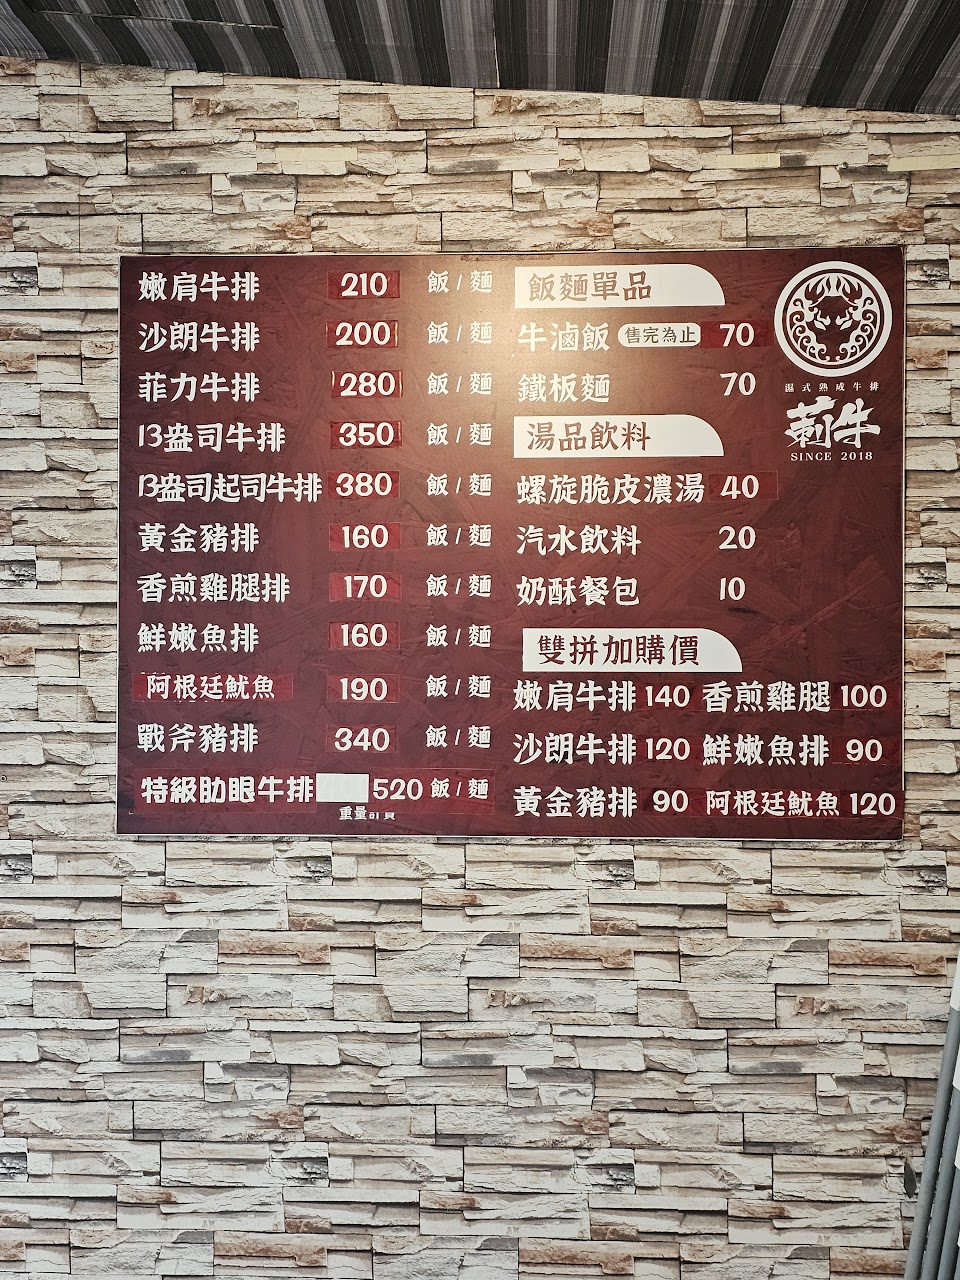 嫩肩牛排 210 飯/麵
沙朗牛排 200 飯/麵
菲力牛排 280 飯/麵
13盎司牛排 350 飯/麵
13盎司起司牛排 380 飯/麵
黃金豬排 160 飯/麵
香煎雞腿排 170 飯/麵
鮮嫩魚排 160 飯/麵
阿根廷魷魚 190 飯/麵
戰斧豬排 340 飯/麵
特級肋眼牛排 520 飯/麵
重量
飯麵單品
牛滷飯 售完為止 70
鐵板麵 70
湯品飲料
螺旋脆皮濃湯 40
汽水飲料 20
奶酥餐包 10
雙拼加購價
嫩肩牛排 140 香煎雞腿 100
沙朗牛排 120 鮮嫩魚排 90
黃金豬排 90 阿根廷魷魚 120
濕式熟成牛排
莿牛
SINCE 2018